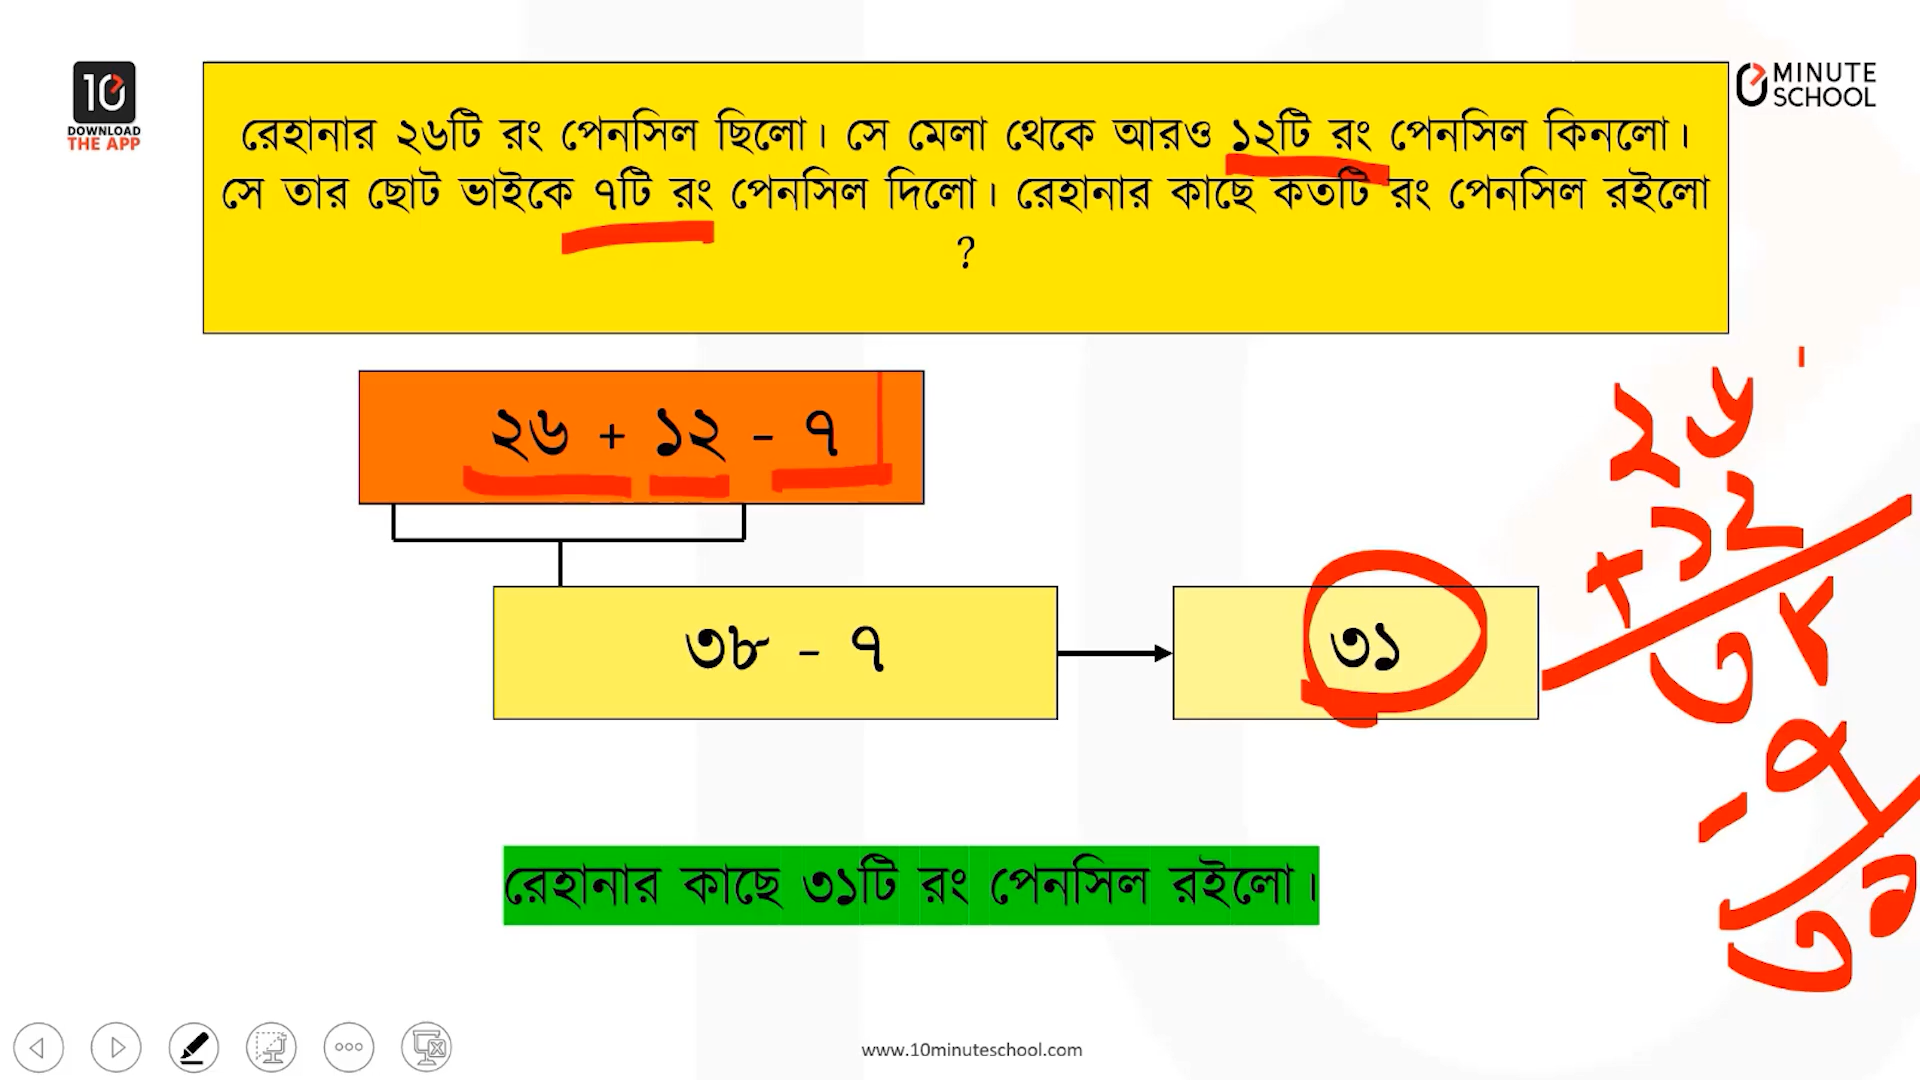 10
DOWNLOAD
THE APP
10 MINUTE
SCHOOL
রেহানার ২৬টি রং পেনসিল ছিলো। সে মেলা থেকে আরও ১২টি রং পেনসিল কিনলো।
সে তার ছোট ভাইকে ৭টি রং পেনসিল দিলো। রেহানার কাছে কতটি রং পেনসিল রইলো
?
২৬ + ১২ - ৭
৩৮ - ৭
৩১
২৬
+১২
৩৮
-৭
৩১
রেহানার কাছে ৩১টি রং পেনসিল রইলো।
www.10minuteschool.com